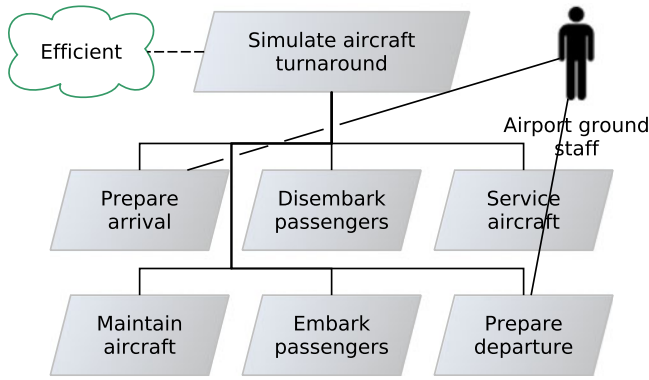 Efficient
Simulate aircraft
turnaround
Airport ground
staff
Prepare
arrival
Disembark
passengers
Service
aircraft
Maintain
aircraft
Embark
passengers
Prepare
departure